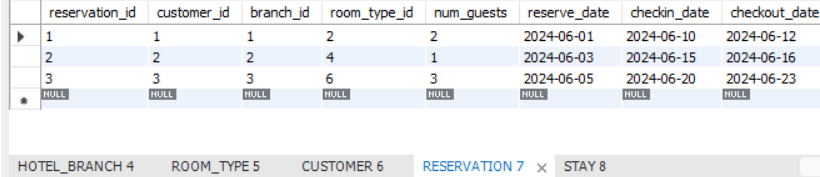 reservation_id customer_id branch_id room_type_id num_guests reserve_date checkin_date checkout_date
1 1 1 2 2 2024-06-01 2024-06-10 2024-06-12
2 2 2 4 1 2024-06-03 2024-06-15 2024-06-16
3 3 3 6 3 2024-06-05 2024-06-20 2024-06-23
NULL NULL NULL NULL NULL NULL NULL NULL
HOTEL_BRANCH 4 ROOM_TYPE 5 CUSTOMER 6 RESERVATION 7 STAY 8